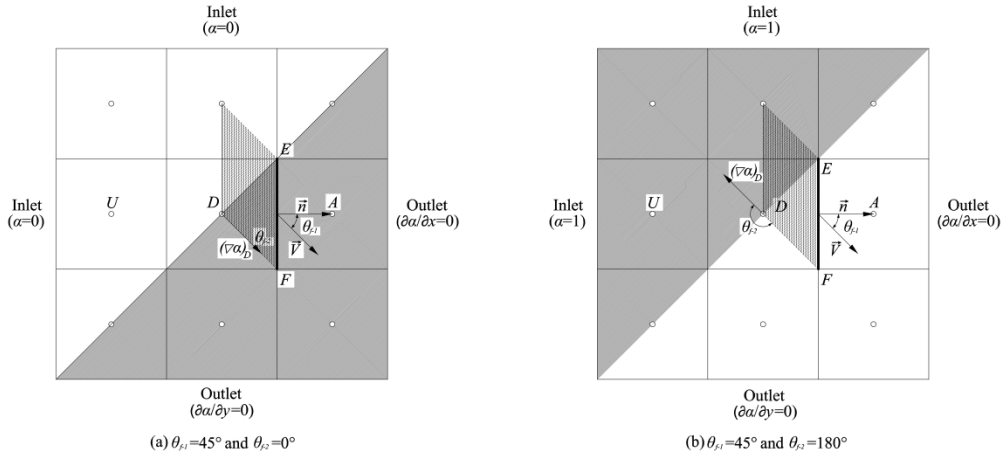 Inlet
(α=0)
Inlet
(α=0)
U
D
E
n⃗
A
θf-1
θf-2
(∇α)D
V⃗
F
Outlet
(∂α/∂x=0)
Outlet
(∂α/∂y=0)
(a) θf-1=45° and θf-2=0°
Inlet
(α=1)
Inlet
(α=1)
U
(∇α)D
D
θf-2
E
n⃗
A
θf-1
V⃗
F
Outlet
(∂α/∂x=0)
Outlet
(∂α/∂y=0)
(b) θf-1=45° and θf-2=180°